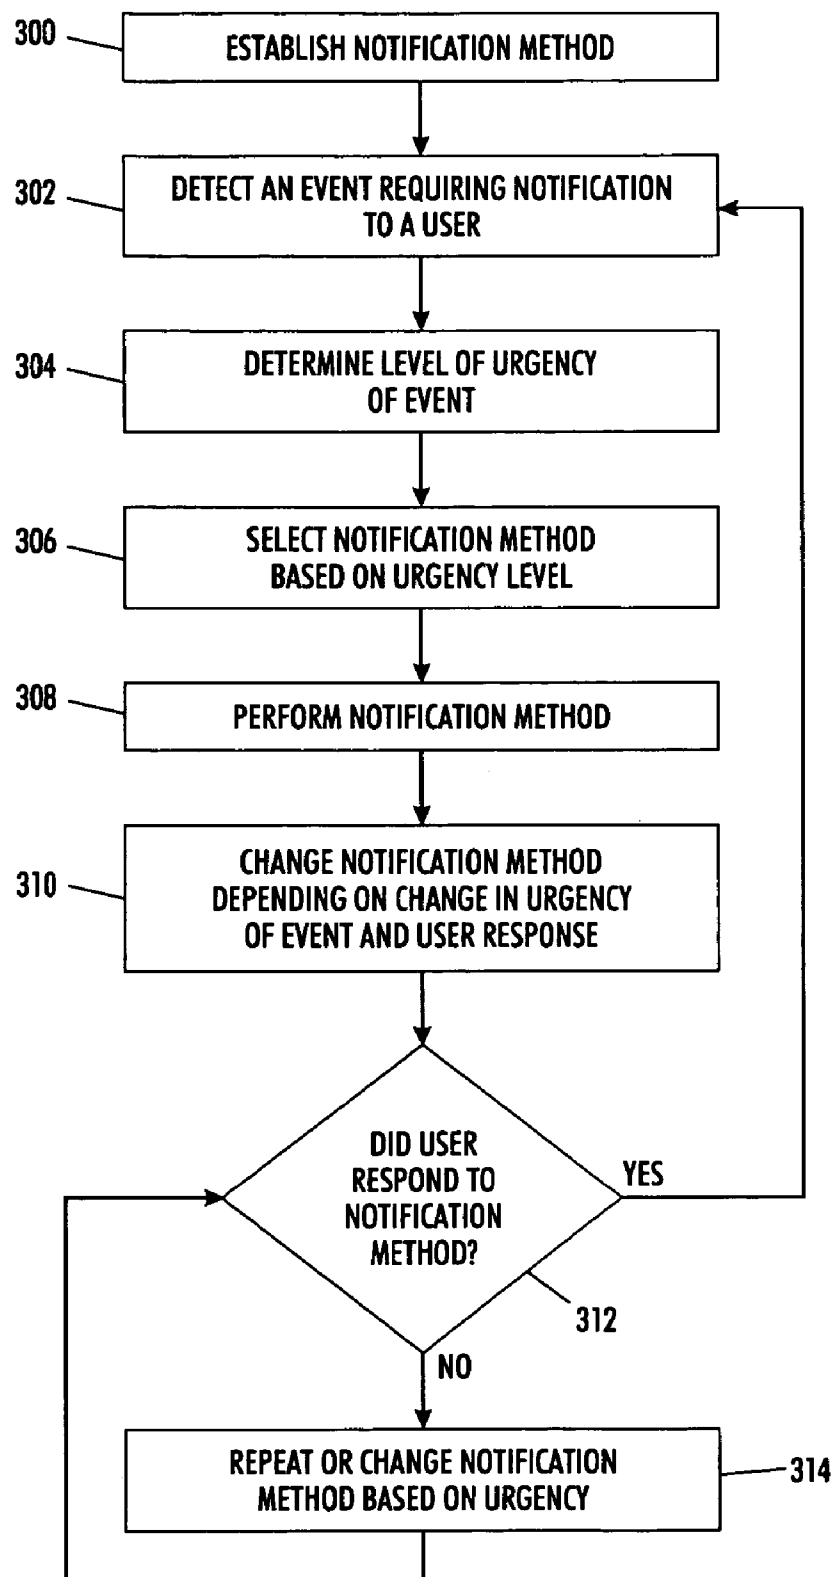 300
ESTABLISH NOTIFICATION METHOD
302
DETECT AN EVENT REQUIRING NOTIFICATION
TO A USER
304
DETERMINE LEVEL OF URGENCY
OF EVENT
306
SELECT NOTIFICATION METHOD
BASED ON URGENCY LEVEL
308
PERFORM NOTIFICATION METHOD
310
CHANGE NOTIFICATION METHOD
DEPENDING ON CHANGE IN URGENCY
OF EVENT AND USER RESPONSE
DID USER
RESPOND TO
NOTIFICATION
METHOD?
YES
312
NO
REPEAT OR CHANGE NOTIFICATION
METHOD BASED ON URGENCY
314